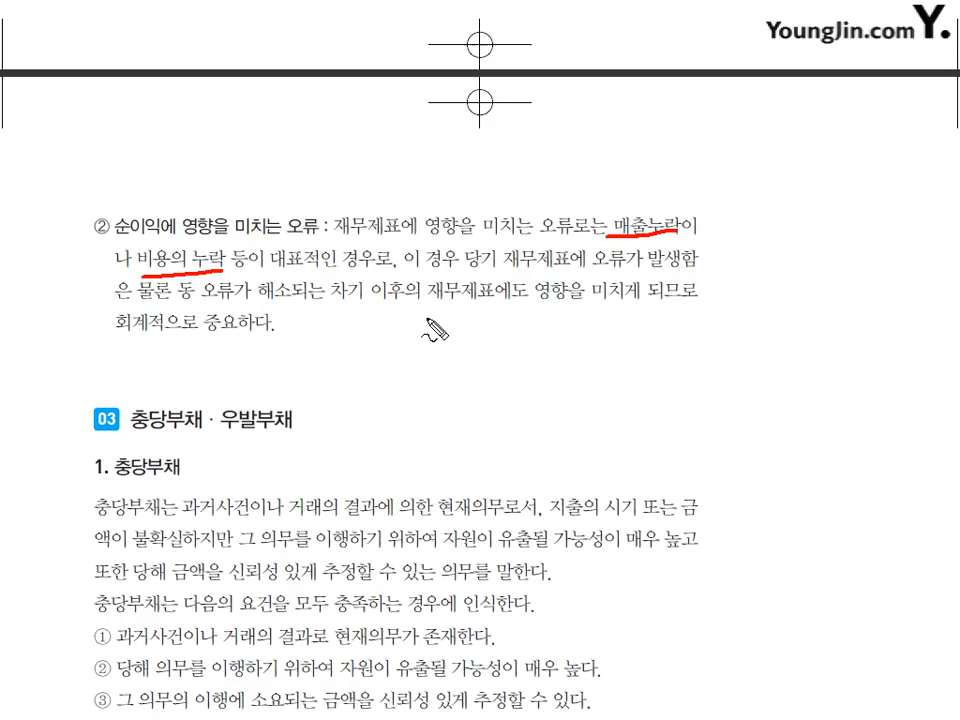 YoungJin.com Y.
② 순이익에 영향을 미치는 오류 : 재무제표에 영향을 미치는 오류로는 매출누락이
나 비용의 누락 등이 대표적인 경우로, 이 경우 당기 재무제표에 오류가 발생함
은 물론 동 오류가 해소되는 차기 이후의 재무제표에도 영향을 미치게 되므로
회계적으로 중요하다.
03 충당부채 · 우발부채
1. 충당부채
충당부채는 과거사건이나 거래의 결과에 의한 현재의무로서, 지출의 시기 또는 금
액이 불확실하지만 그 의무를 이행하기 위하여 자원이 유출될 가능성이 매우 높고
또한 당해 금액을 신뢰성 있게 추정할 수 있는 의무를 말한다.
충당부채는 다음의 요건을 모두 충족하는 경우에 인식한다.
① 과거사건이나 거래의 결과로 현재의무가 존재한다.
② 당해 의무를 이행하기 위하여 자원이 유출될 가능성이 매우 높다.
③ 그 의무의 이행에 소요되는 금액을 신뢰성 있게 추정할 수 있다.